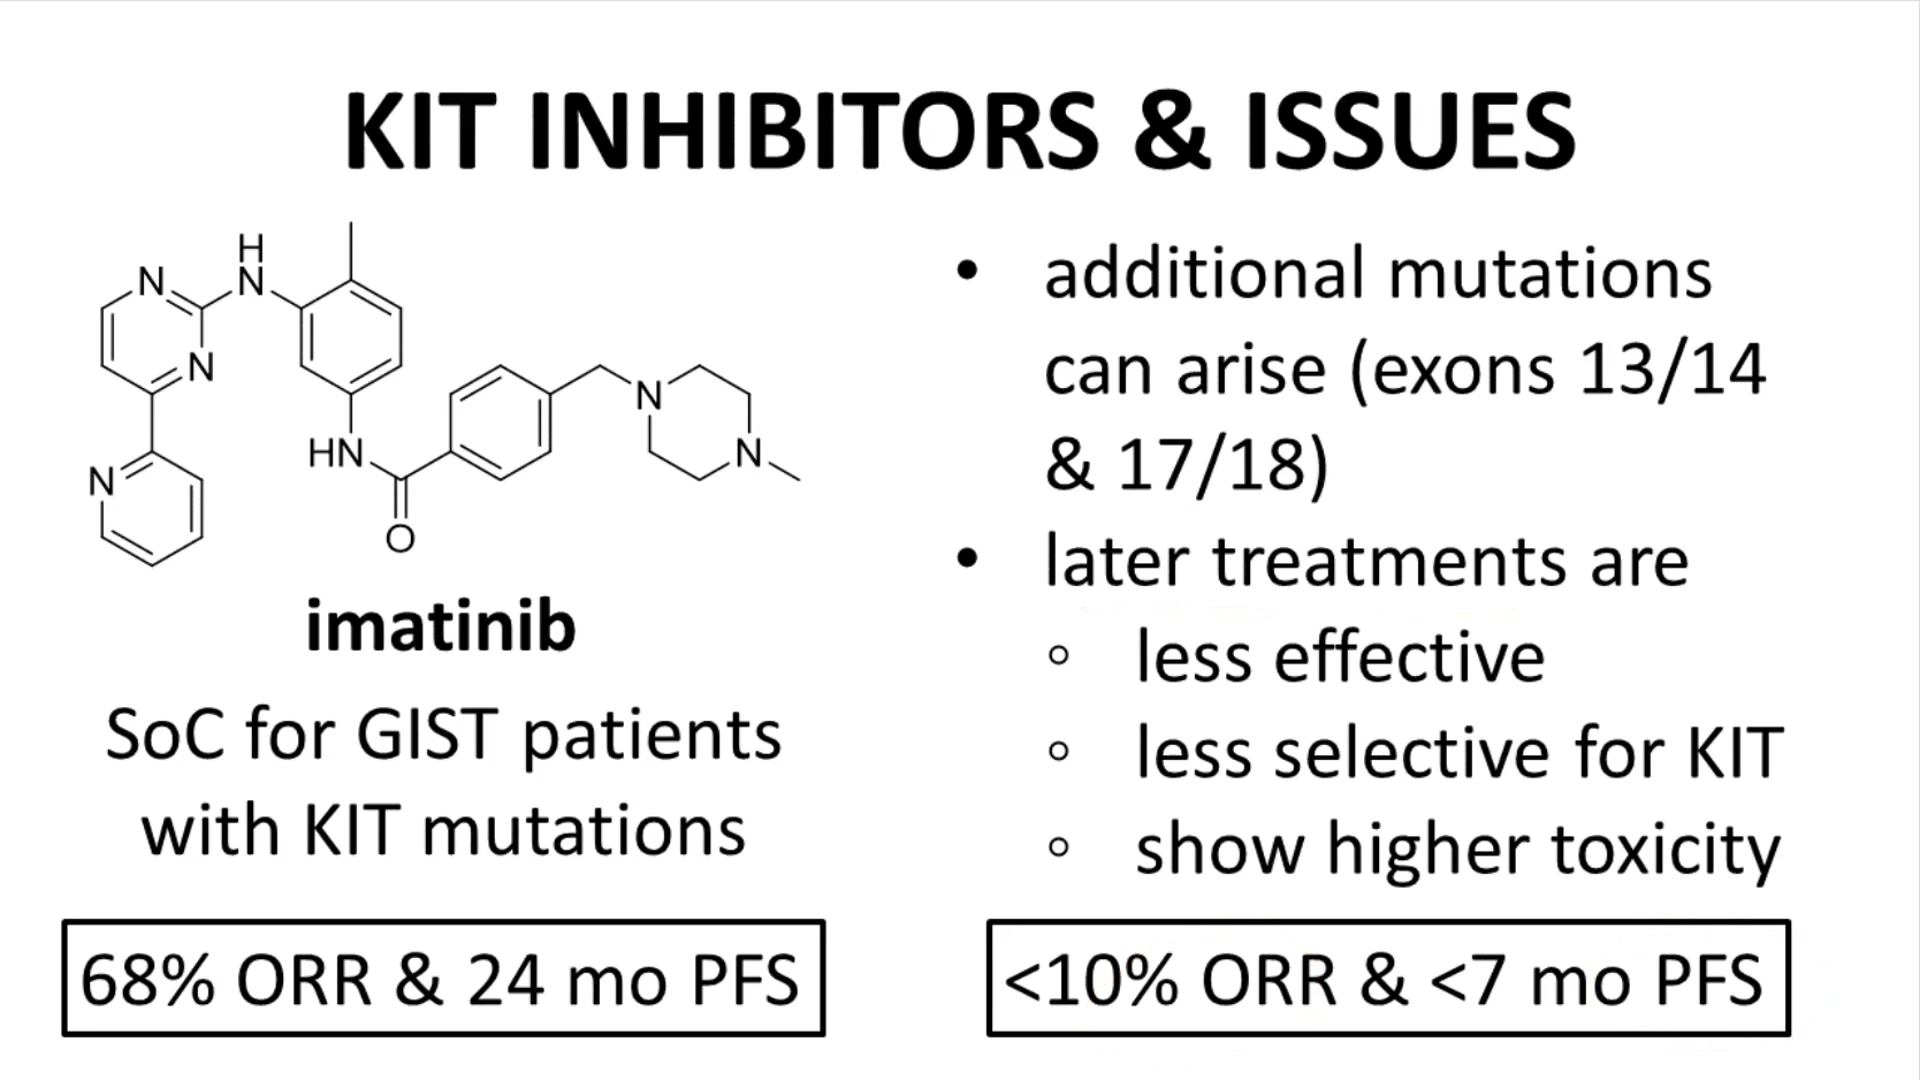 KIT INHIBITORS & ISSUES
H
N
N
N
N
HN
O
N
N
imatinib
SoC for GIST patients
with KIT mutations
68% ORR & 24 mo PFS
• additional mutations
can arise (exons 13/14
& 17/18)
• later treatments are
◦ less effective
◦ less selective for KIT
◦ show higher toxicity
<10% ORR & <7 mo PFS